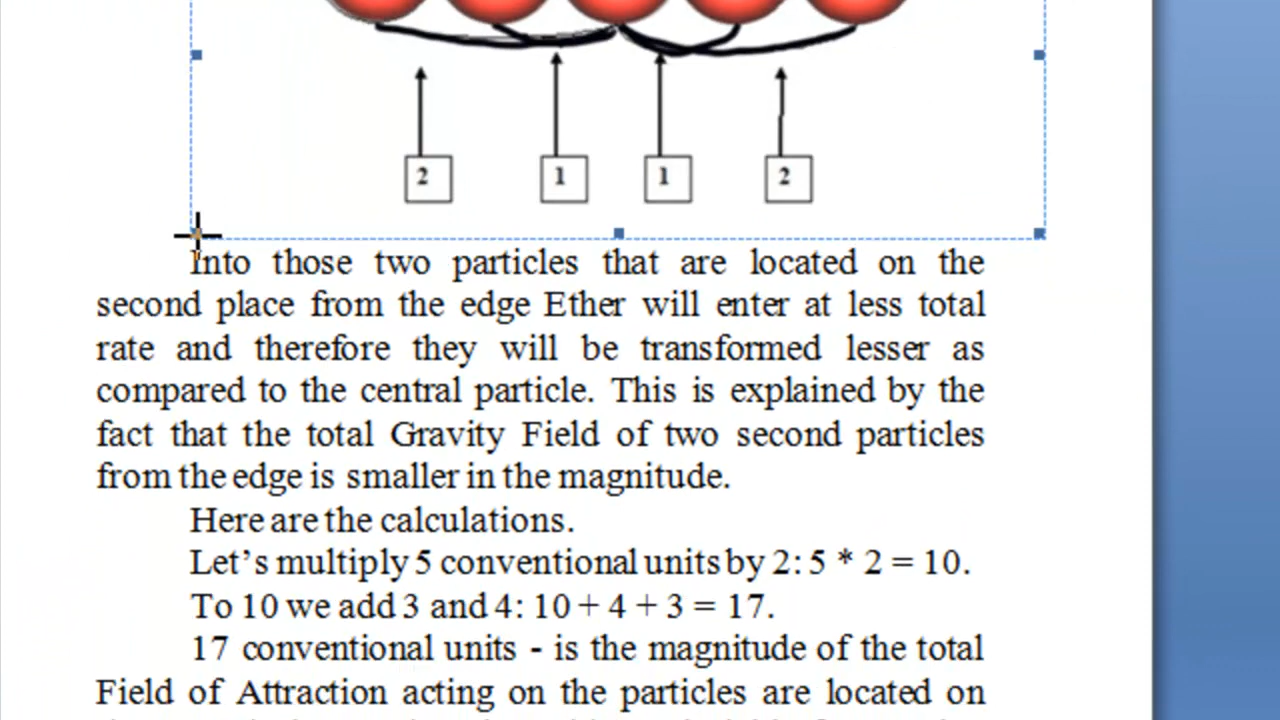 2 1 1 2
Into those two particles that are located on the
second place from the edge Ether will enter at less total
rate and therefore they will be transformed lesser as
compared to the central particle. This is explained by the
fact that the total Gravity Field of two second particles
from the edge is smaller in the magnitude.
Here are the calculations.
Let’s multiply 5 conventional units by 2: 5 * 2 = 10.
To 10 we add 3 and 4: 10 + 4 + 3 = 17.
17 conventional units - is the magnitude of the total
Field of Attraction acting on the particles are located on